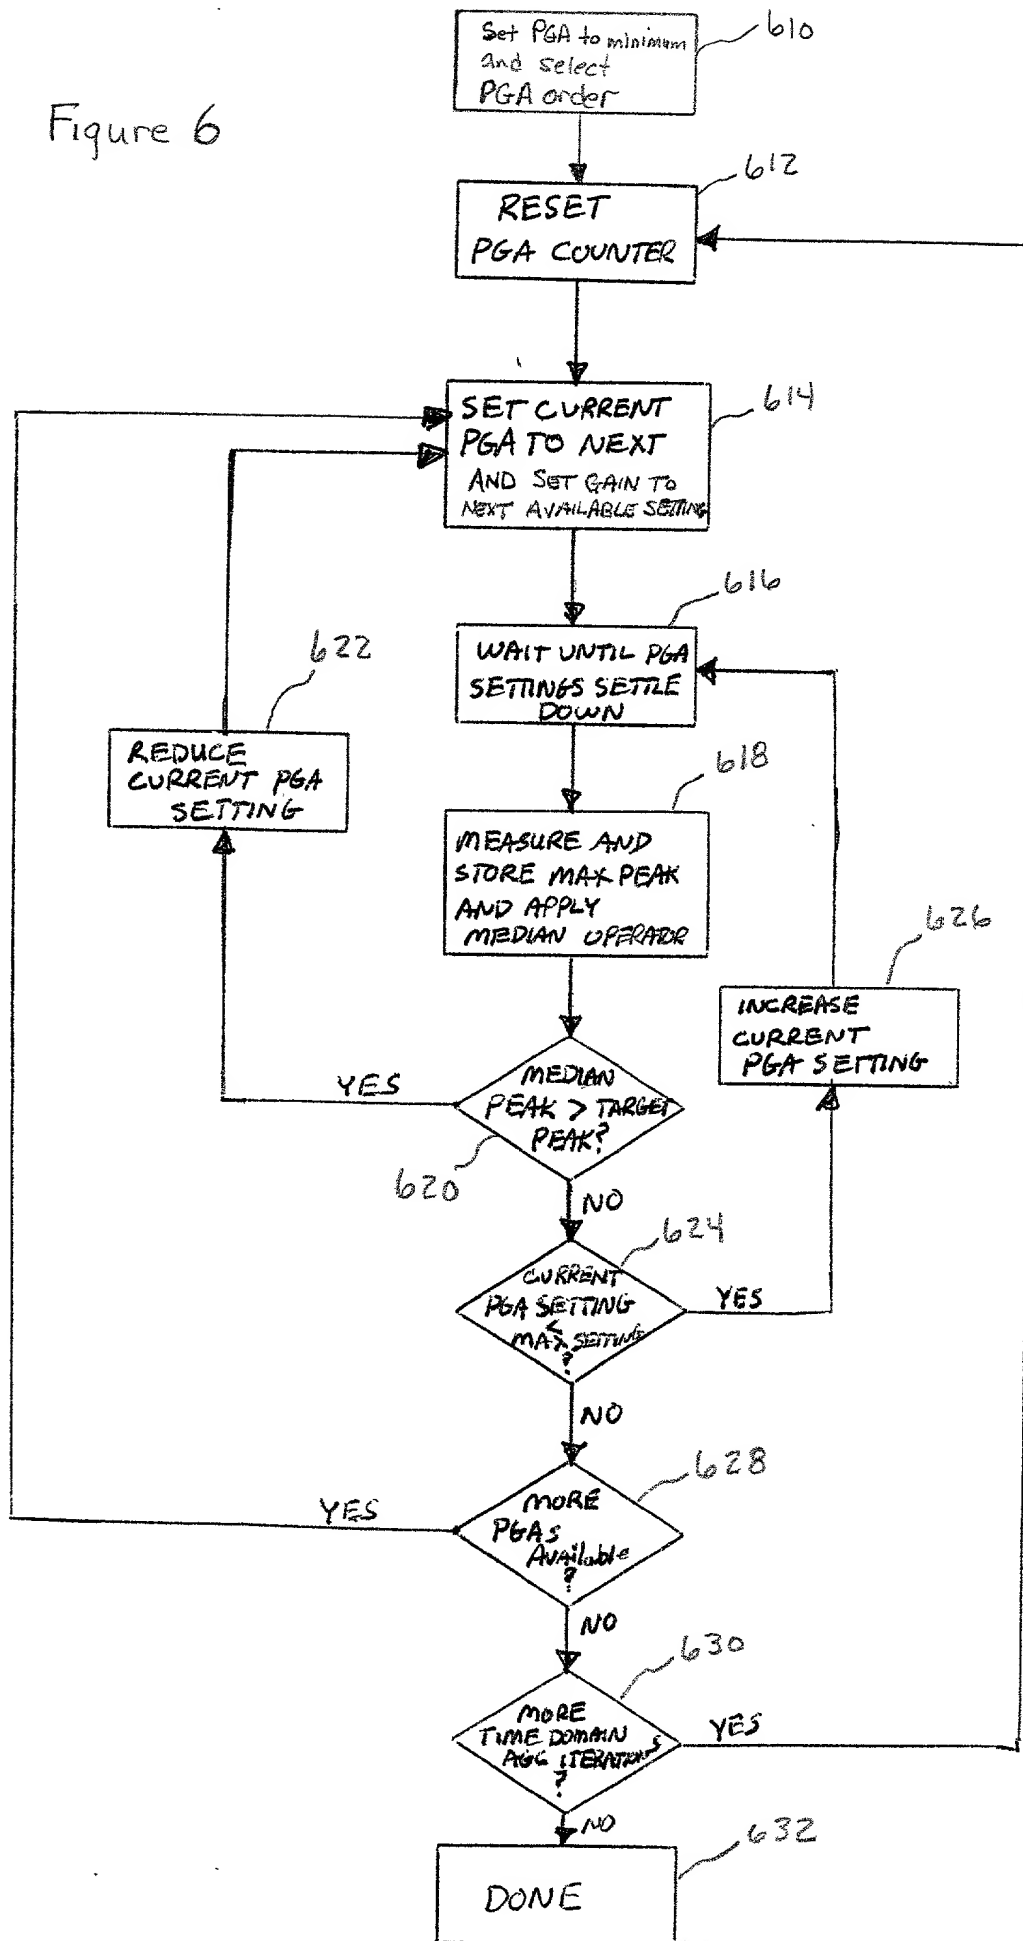 Figure 6
Set PGA to minimum
and select
PGA order
610
RESET
PGA COUNTER
612
SET CURRENT
PGA TO NEXT
AND SET GAIN TO
NEXT AVAILABLE SETTING
614
WAIT UNTIL PGA
SETTINGS SETTLE
DOWN
616
REDUCE
CURRENT PGA
SETTING
622
MEASURE AND
STORE MAX PEAK
AND APPLY
MEDIAN OPERATOR
618
INCREASE
CURRENT
PGA SETTING
626
MEDIAN
PEAK > TARGET
PEAK?
620
YES
NO
CURRENT
PGA SETTING
<
MAX SETTING
?
624
YES
NO
MORE
PGAS
Available
?
628
YES
NO
MORE
TIME DOMAIN
AGC ITERATIONS
?
630
YES
NO
DONE
632